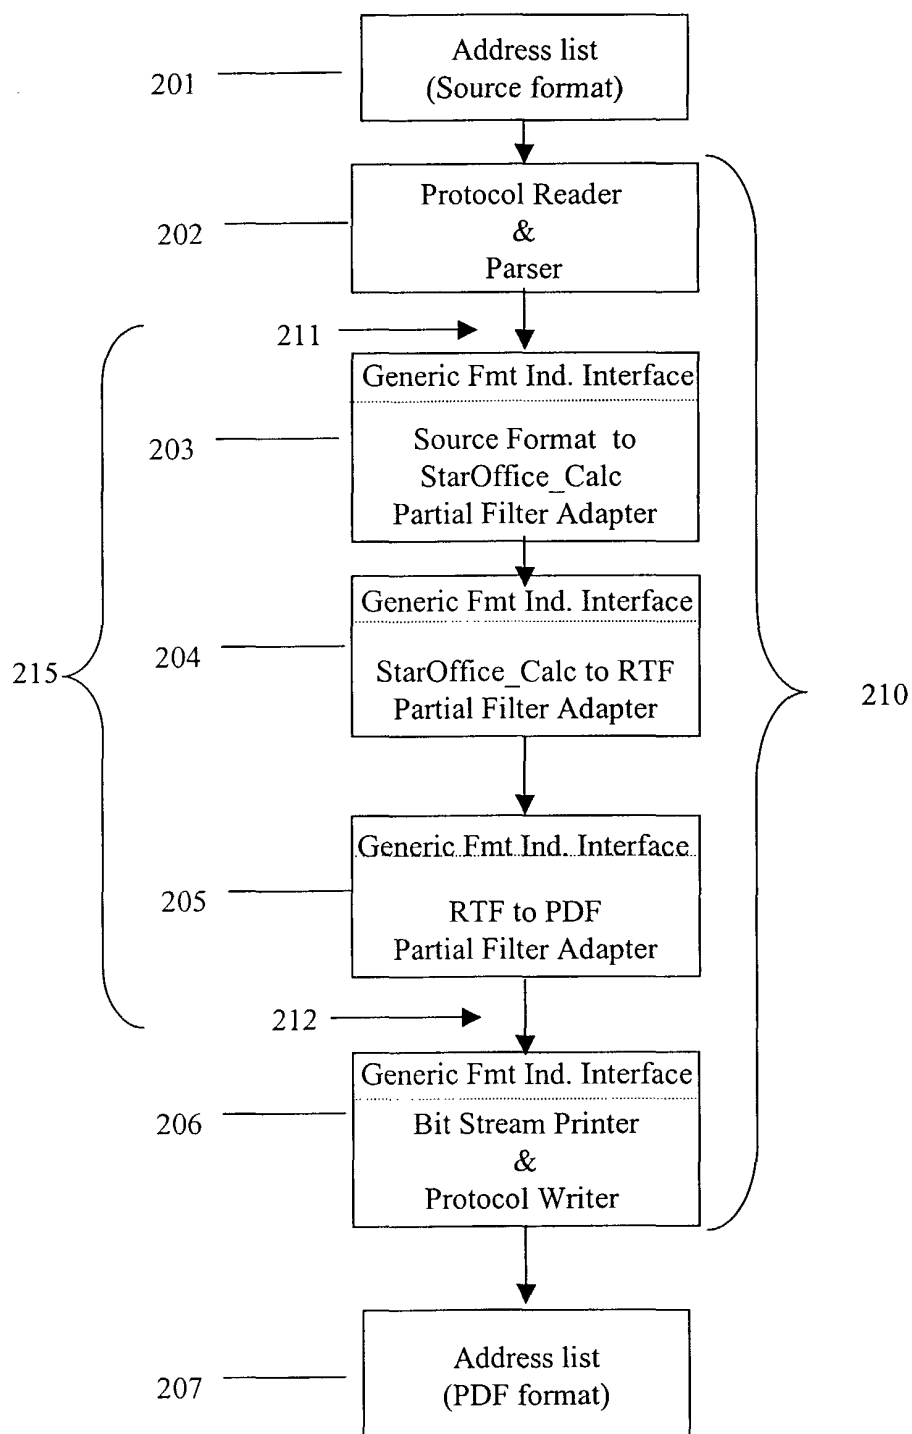 Address list
(Source format)
201
Protocol Reader
&
Parser
202
211
Generic Fmt Ind. Interface
Source Format to
StarOffice_Calc
Partial Filter Adapter
203
Generic Fmt Ind. Interface
StarOffice_Calc to RTF
Partial Filter Adapter
204
215
210
Generic Fmt Ind. Interface
RTF to PDF
Partial Filter Adapter
205
212
Generic Fmt Ind. Interface
Bit Stream Printer
&
Protocol Writer
206
Address list
(PDF format)
207